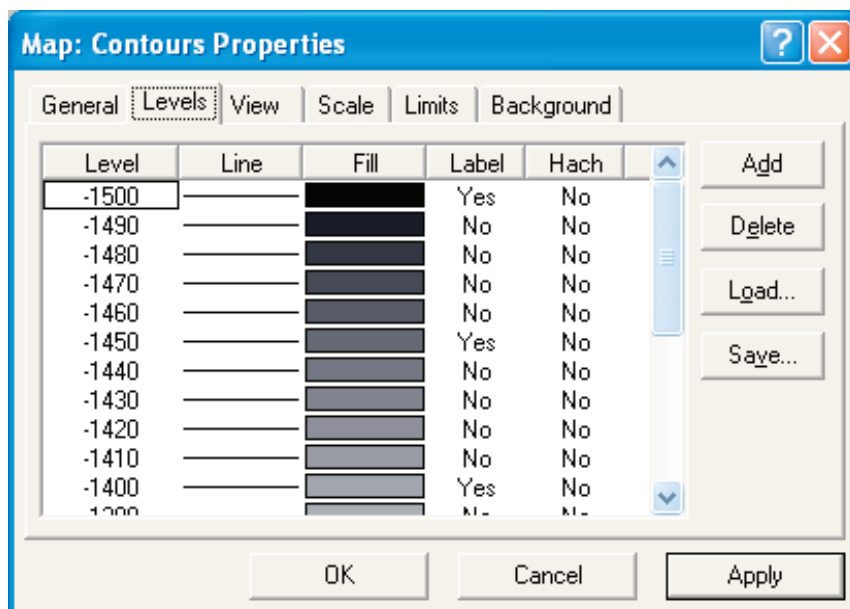 Map: Contours Properties
General Levels View Scale Limits Background
Level Line Fill Label Hach
-1500 Yes No
-1490 No No
-1480 No No
-1470 No No
-1460 No No
-1450 Yes No
-1440 No No
-1430 No No
-1420 No No
-1410 No No
-1400 Yes No
Add
Delete
Load...
Save...
OK Cancel Apply